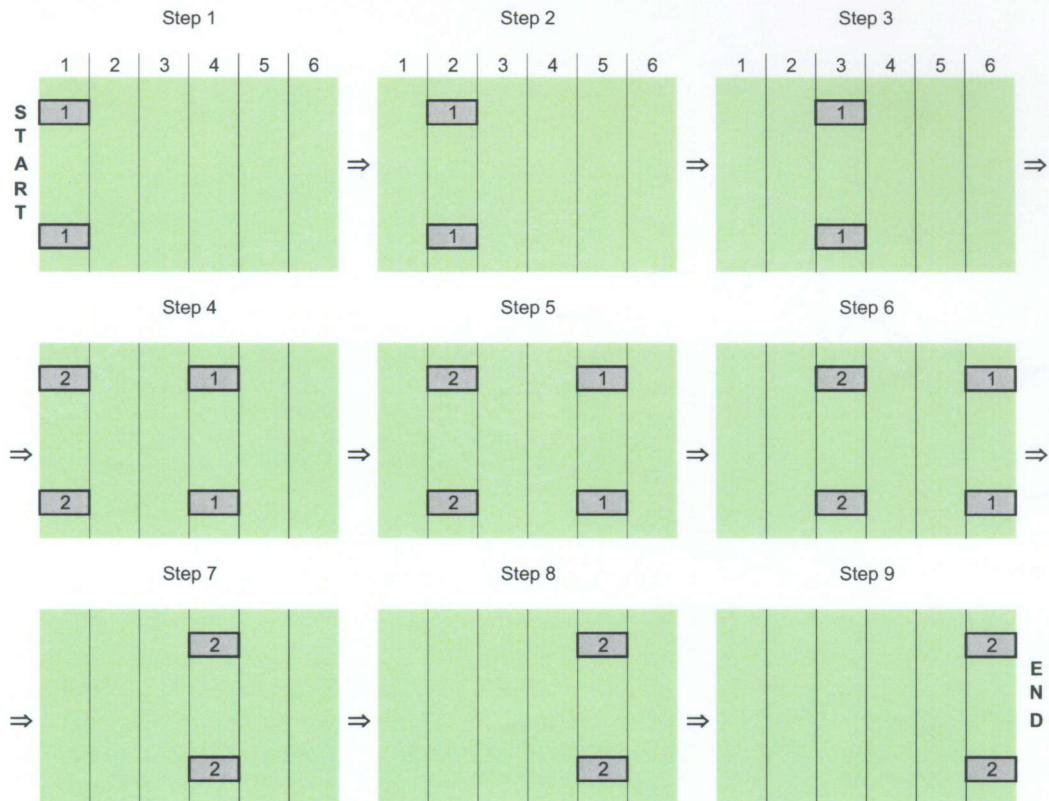 Step 1 Step 2 Step 3
1 2 3 4 5 6 1 2 3 4 5 6 1 2 3 4 5 6
START
1 1 1
⇒ ⇒ ⇒
1 1 1
Step 4 Step 5 Step 6
2 1 2 1 2 1
⇒ ⇒ ⇒ ⇒
2 1 2 1 2 1
Step 7 Step 8 Step 9
2 2 2
END
⇒ ⇒ ⇒
2 2 2